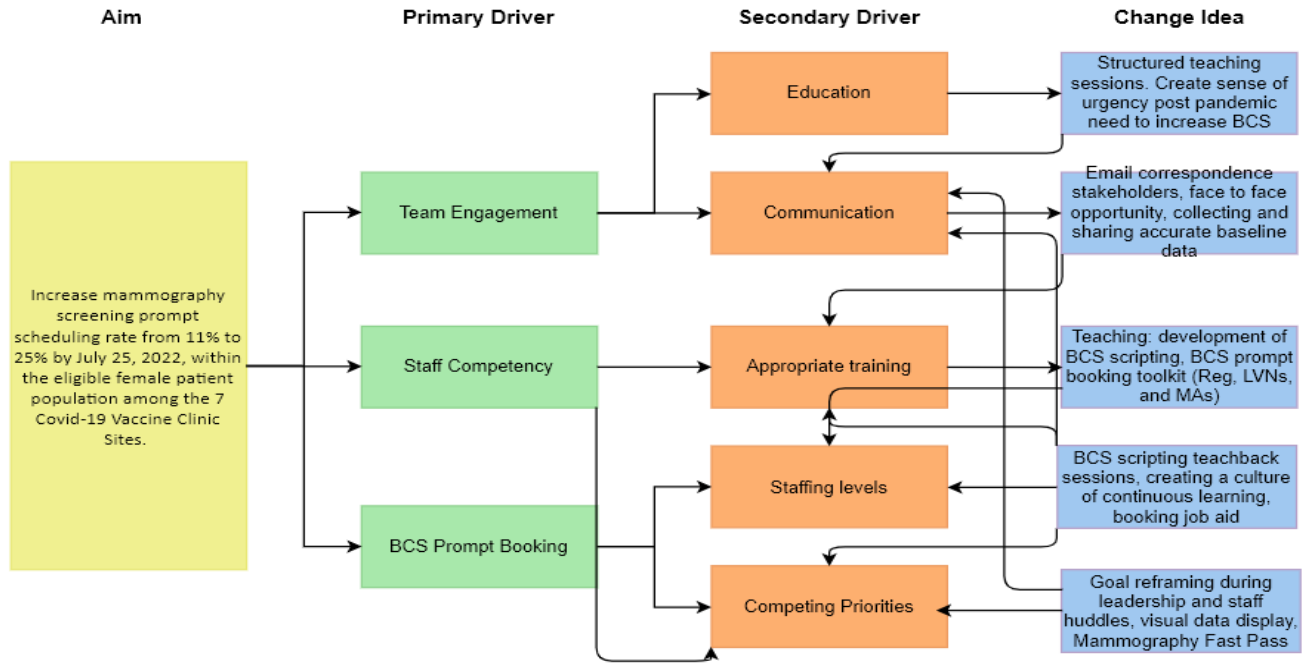 Aim
Primary Driver
Secondary Driver
Change Idea
Increase mammography
screening prompt
scheduling rate from 11% to
25% by July 25, 2022, within
the eligible female patient
population among the 7
Covid-19 Vaccine Clinic
Sites.
Team Engagement
Staff Competency
BCS Prompt Booking
Education
Communication
Appropriate training
Staffing levels
Competing Priorities
Structured teaching
sessions. Create sense of
urgency post pandemic
need to increase BCS
Email correspondence
stakeholders, face to face
opportunity, collecting and
sharing accurate baseline
data
Teaching: development of
BCS scripting, BCS prompt
booking toolkit (Reg, LVNs,
and MAs)
BCS scripting teachback
sessions, creating a culture
of continuous learning,
booking job aid
Goal reframing during
leadership and staff
huddles, visual data display,
Mammography Fast Pass